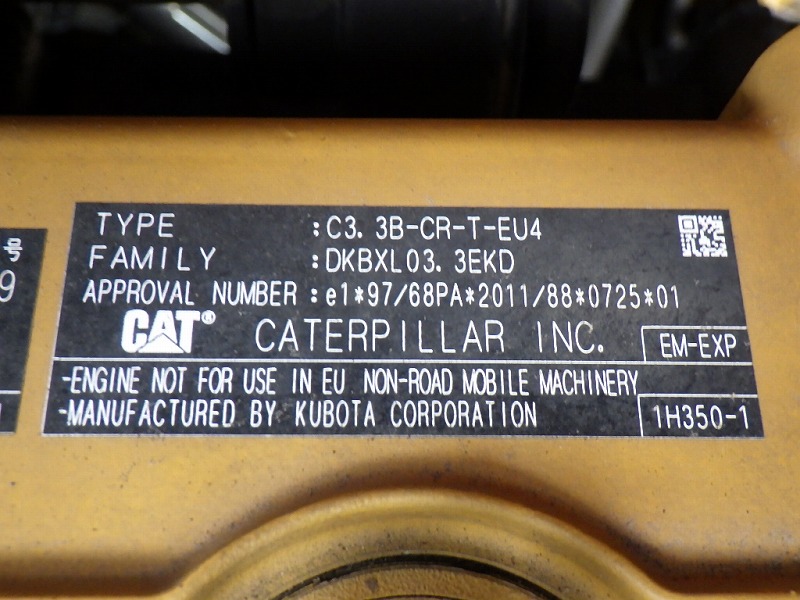 TYPE :C3.3B-CR-T-EU4
FAMILY :DKBXL03.3EKD
APPROVAL NUMBER :e1*97/68PA*2011/88*0725*01
CAT® CATERPILLAR INC. EM-EXP
-ENGINE NOT FOR USE IN EU NON-ROAD MOBILE MACHINERY
-MANUFACTURED BY KUBOTA CORPORATION 1H350-1
号
9